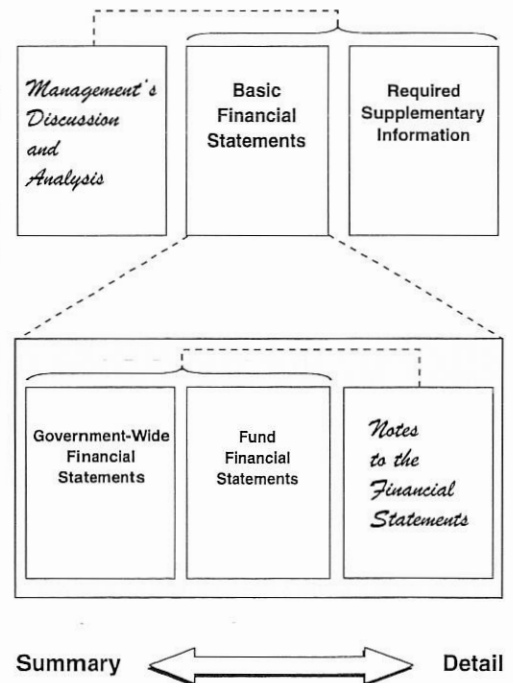 Management's
Discussion
and
Analysis
Basic
Financial
Statements
Required
Supplementary
Information
Government-Wide
Financial
Statements
Fund
Financial
Statements
Notes
to the
Financial
Statements
Summary
Detail